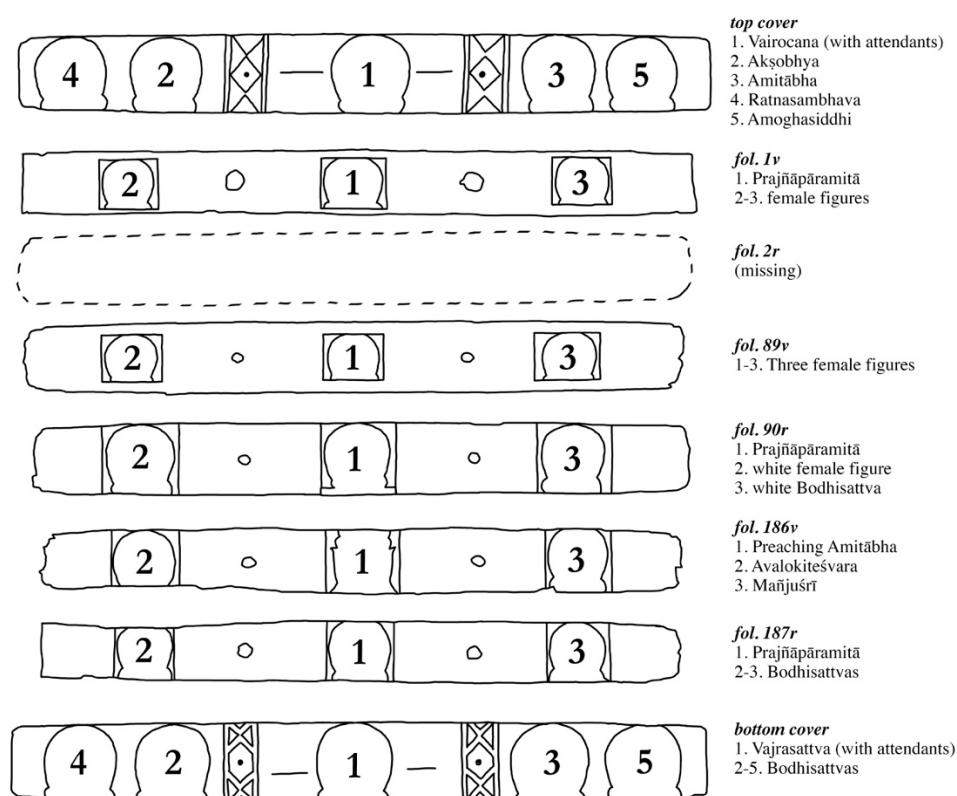 4 2 1 3 5
top cover
1. Vairocana (with attendants)
2. Akṣobhya
3. Amitābha
4. Ratnasambhava
5. Amoghasiddhi
2 1 3
fol. 1v
1. Prajñāpāramitā
2-3. female figures
fol. 2r
(missing)
2 1 3
fol. 89v
1-3. Three female figures
2 1 3
fol. 90r
1. Prajñāpāramitā
2. white female figure
3. white Bodhisattva
2 1 3
fol. 186v
1. Preaching Amitābha
2. Avalokiteśvara
3. Mañjuśrī
2 1 3
fol. 187r
1. Prajñāpāramitā
2-3. Bodhisattvas
4 2 1 3 5
bottom cover
1. Vajrasattva (with attendants)
2-5. Bodhisattvas